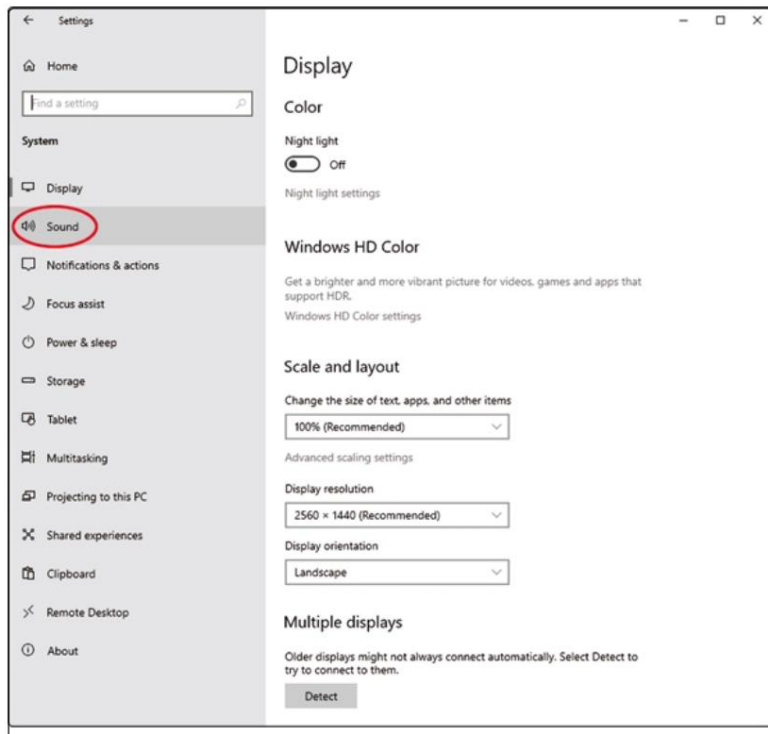 Settings
Home
Find a setting
System
Display
Sound
Notifications & actions
Focus assist
Power & sleep
Storage
Tablet
Multitasking
Projecting to this PC
Shared experiences
Clipboard
Remote Desktop
About
Display
Color
Night light
Off
Night light settings
Windows HD Color
Get a brighter and more vibrant picture for videos, games and apps that
support HDR.
Windows HD Color settings
Scale and layout
Change the size of text, apps, and other items
100% (Recommended)
Advanced scaling settings
Display resolution
2560 × 1440 (Recommended)
Display orientation
Landscape
Multiple displays
Older displays might not always connect automatically. Select Detect to
try to connect to them.
Detect